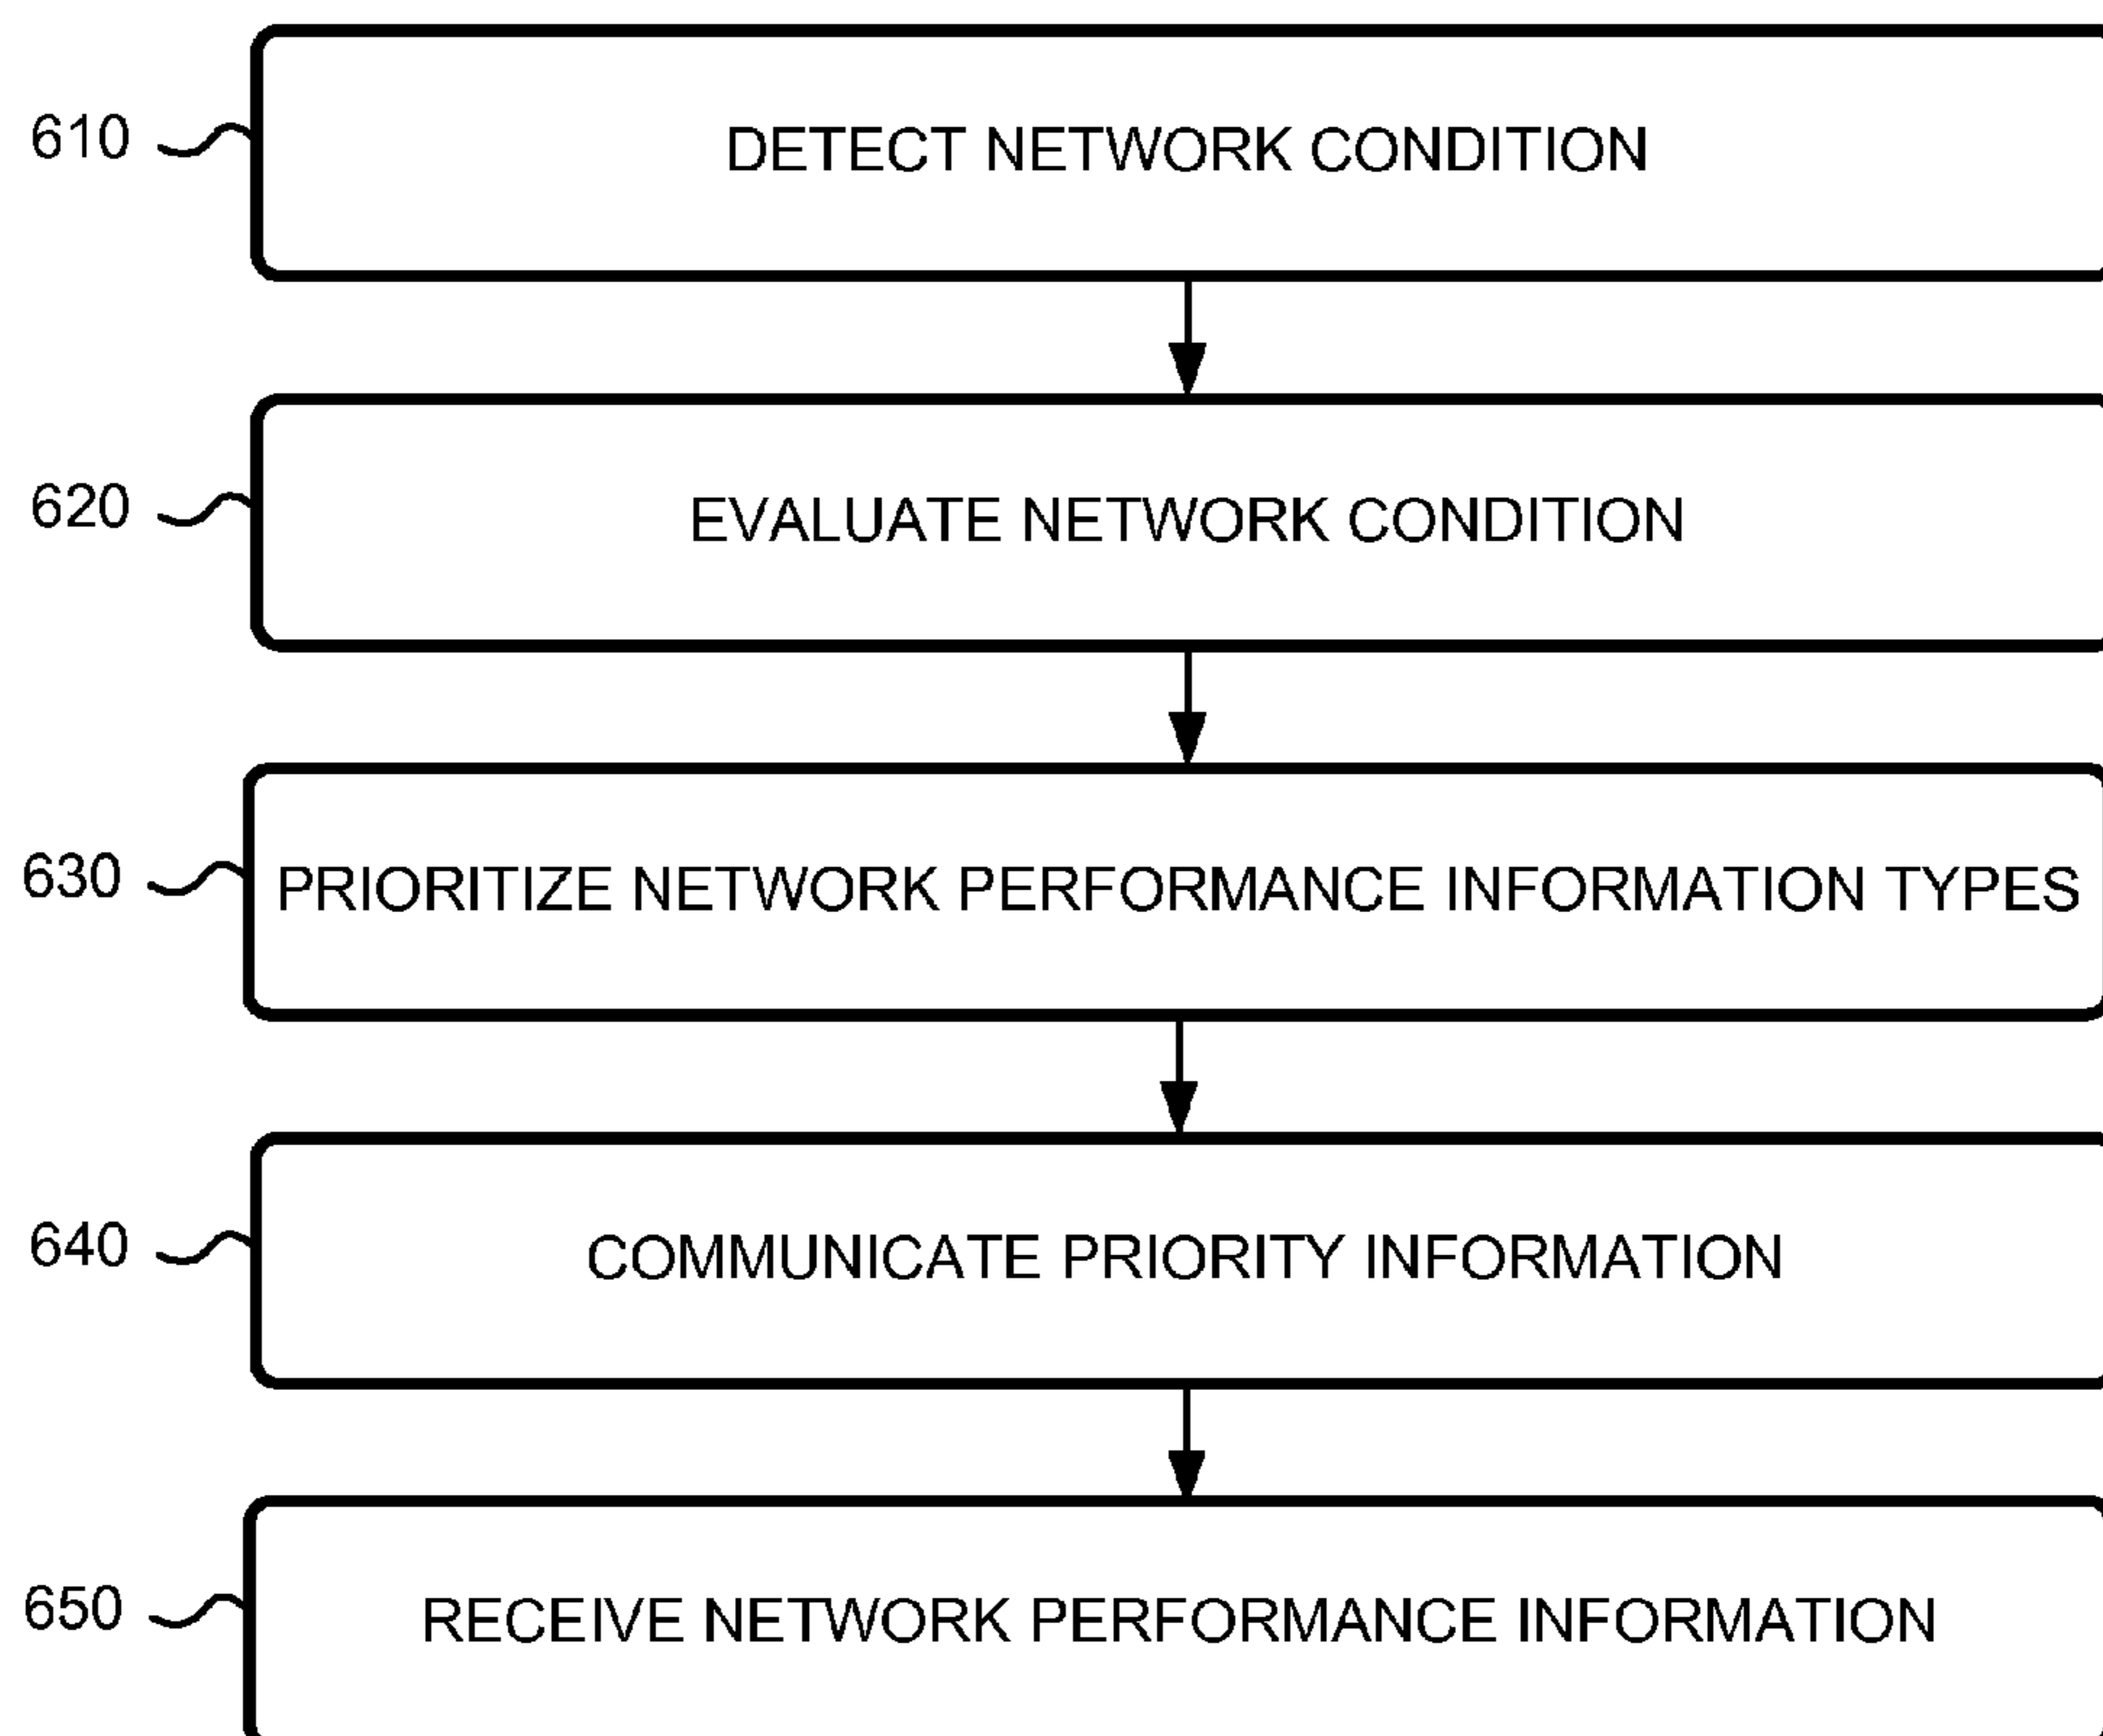 610 DETECT NETWORK CONDITION
620 EVALUATE NETWORK CONDITION
630 PRIORITIZE NETWORK PERFORMANCE INFORMATION TYPES
640 COMMUNICATE PRIORITY INFORMATION
650 RECEIVE NETWORK PERFORMANCE INFORMATION